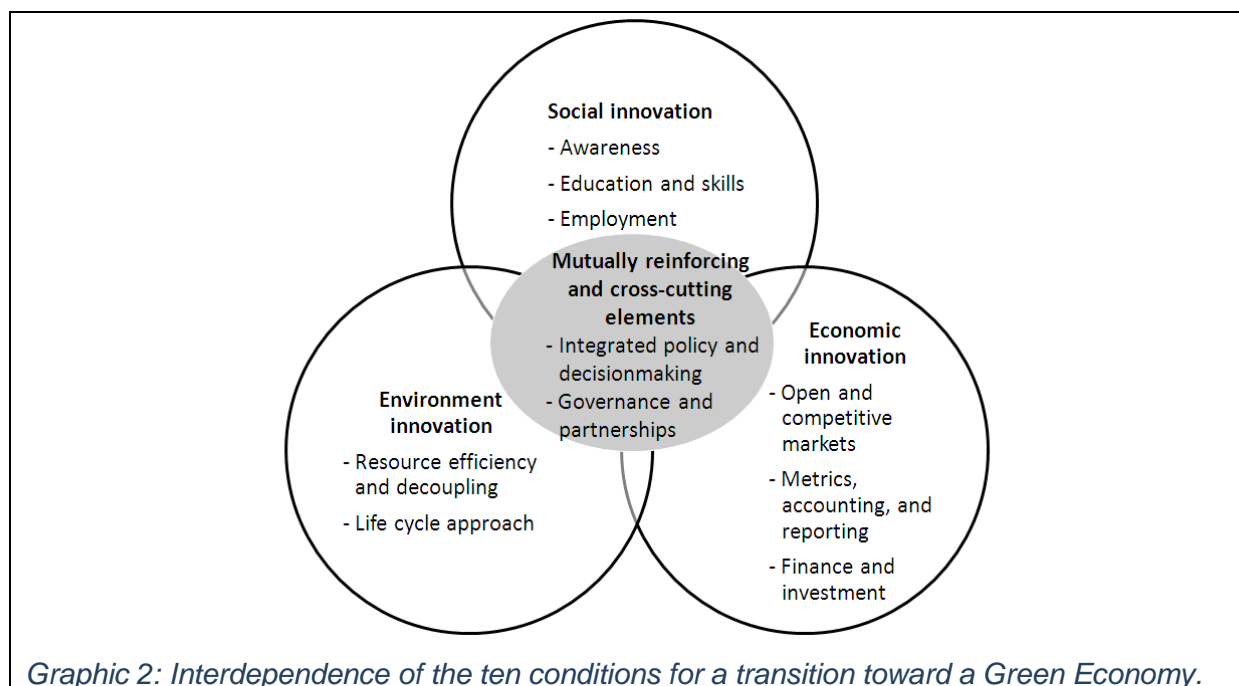 Social innovation
- Awareness
- Education and skills
- Employment
Mutually reinforcing
and cross-cutting
elements
- Integrated policy and
decisionmaking
- Governance and
partnerships
Environment
innovation
- Resource efficiency
and decoupling
- Life cycle approach
Economic
innovation
- Open and
competitive
markets
- Metrics,
accounting, and
reporting
- Finance and
investment
Graphic 2: Interdependence of the ten conditions for a transition toward a Green Economy.